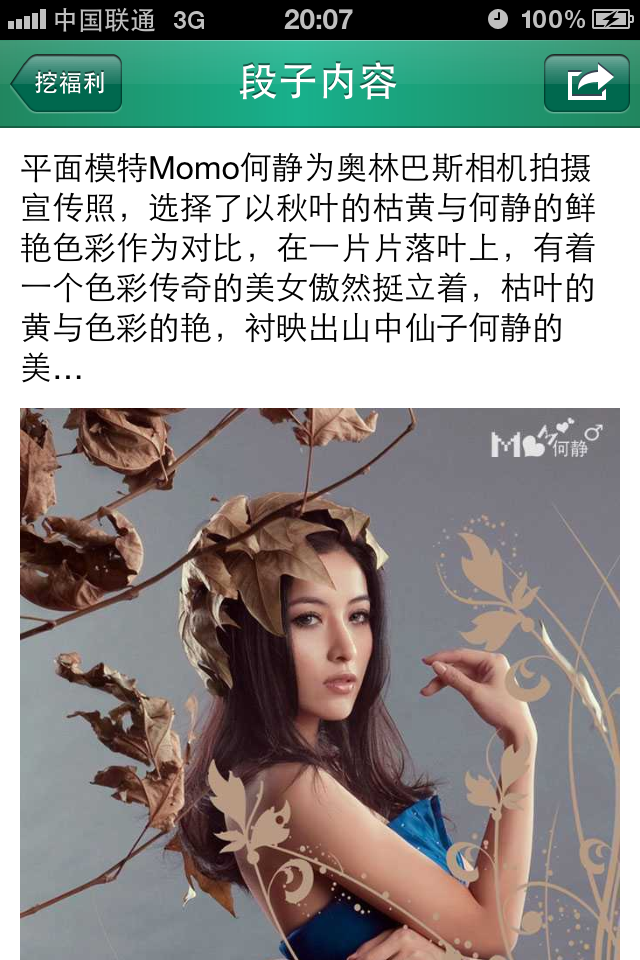 中国联通 3G 20:07 100%
挖福利 段子内容
平面模特Momo何静为奥林巴斯相机拍摄
宣传照，选择了以秋叶的枯黄与何静的鲜
艳色彩作为对比，在一片片落叶上，有着
一个色彩传奇的美女傲然挺立着，枯叶的
黄与色彩的艳，衬映出山中仙子何静的
美…
MOMO何静